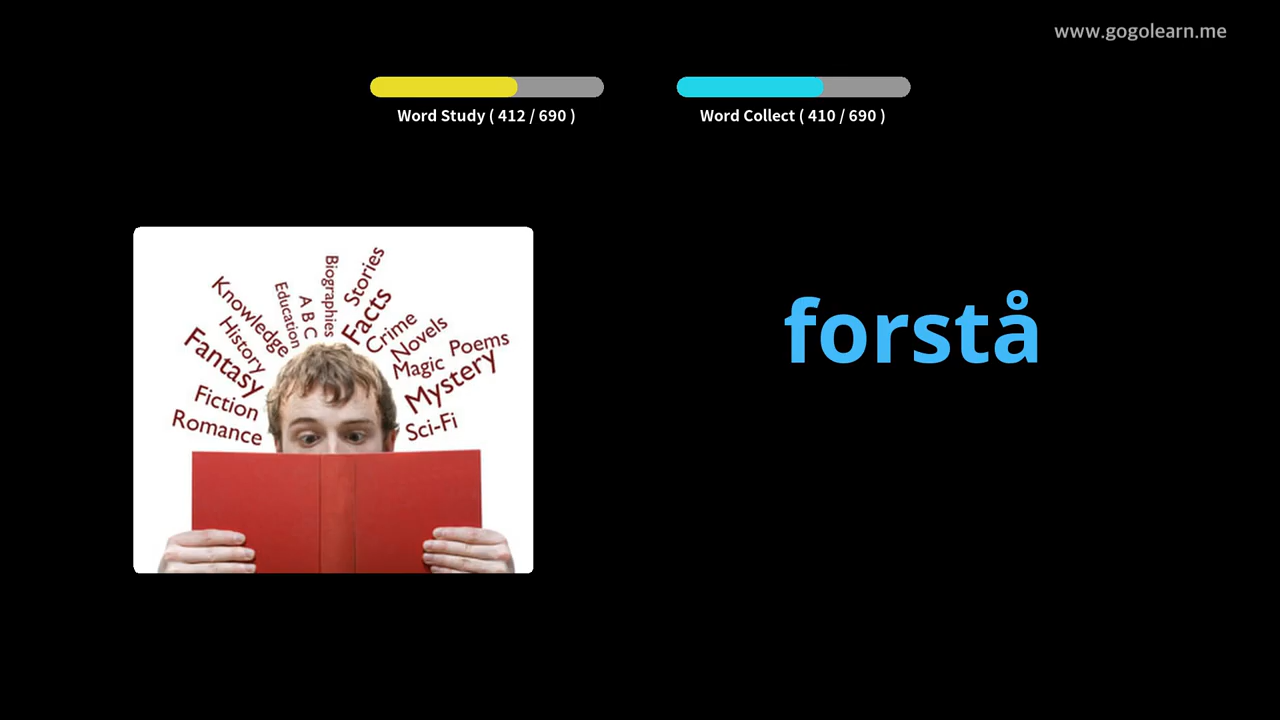 www.gogolearn.me
Word Study ( 412 / 690 )
Word Collect ( 410 / 690 )
Biographies
Stories
Knowledge
Education
A B C
Facts
History
Crime
Novels
Fantasy
Magic
Poems
Mystery
Fiction
Romance
Sci-Fi
forstå